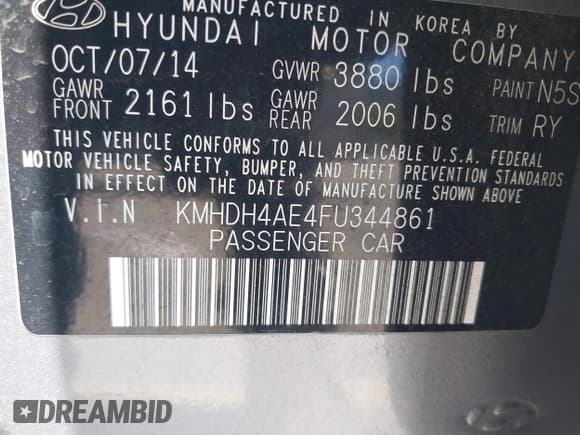 MANUFACTURED IN KOREA BY
HYUNDAI MOTOR COMPANY
OCT/07/14 GVWR 3880 lbs PAINT N5S
GAWR FRONT 2161 lbs GAWR REAR 2006 lbs TRIM RY
THIS VEHICLE CONFORMS TO ALL APPLICABLE U.S.A. FEDERAL
MOTOR VEHICLE SAFETY, BUMPER, AND THEFT PREVENTION STANDARDS
IN EFFECT ON THE DATE OF MANUFACTURE SHOWN ABOVE
V.I.N KMHDH4AE4FU344861
PASSENGER CAR
DREAMBID